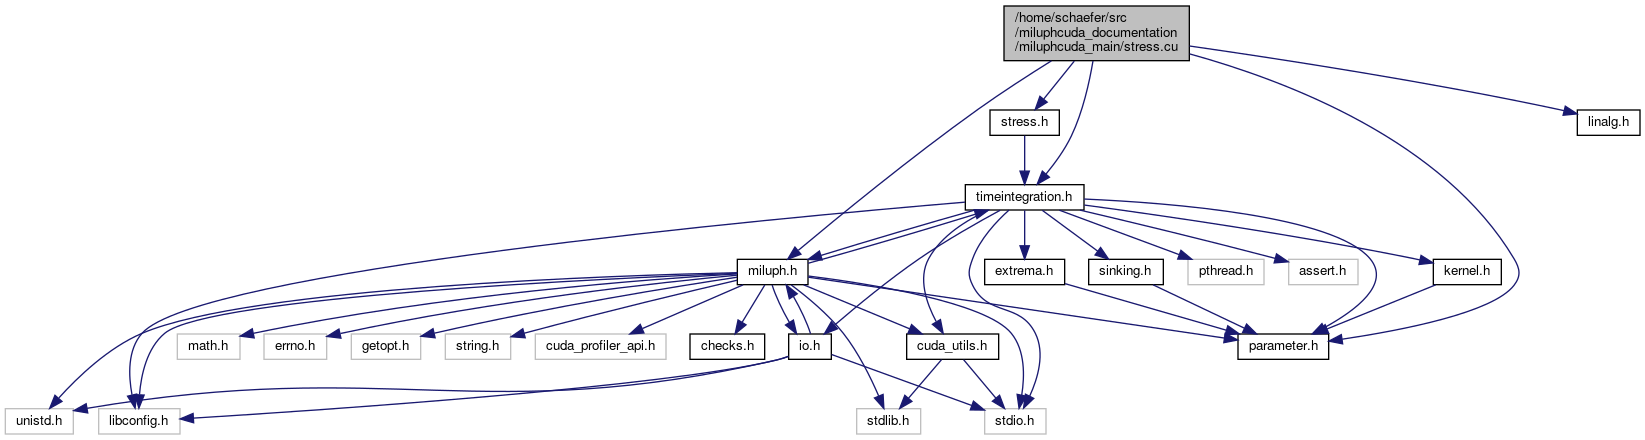 /home/schaefer/src
/miluphcuda_documentation
/miluphcuda_main/stress.cu
stress.h
linalg.h
timeintegration.h
miluph.h
extrema.h
sinking.h
pthread.h
assert.h
kernel.h
math.h
errno.h
getopt.h
string.h
cuda_profiler_api.h
checks.h
io.h
cuda_utils.h
parameter.h
unistd.h
libconfig.h
stdlib.h
stdio.h